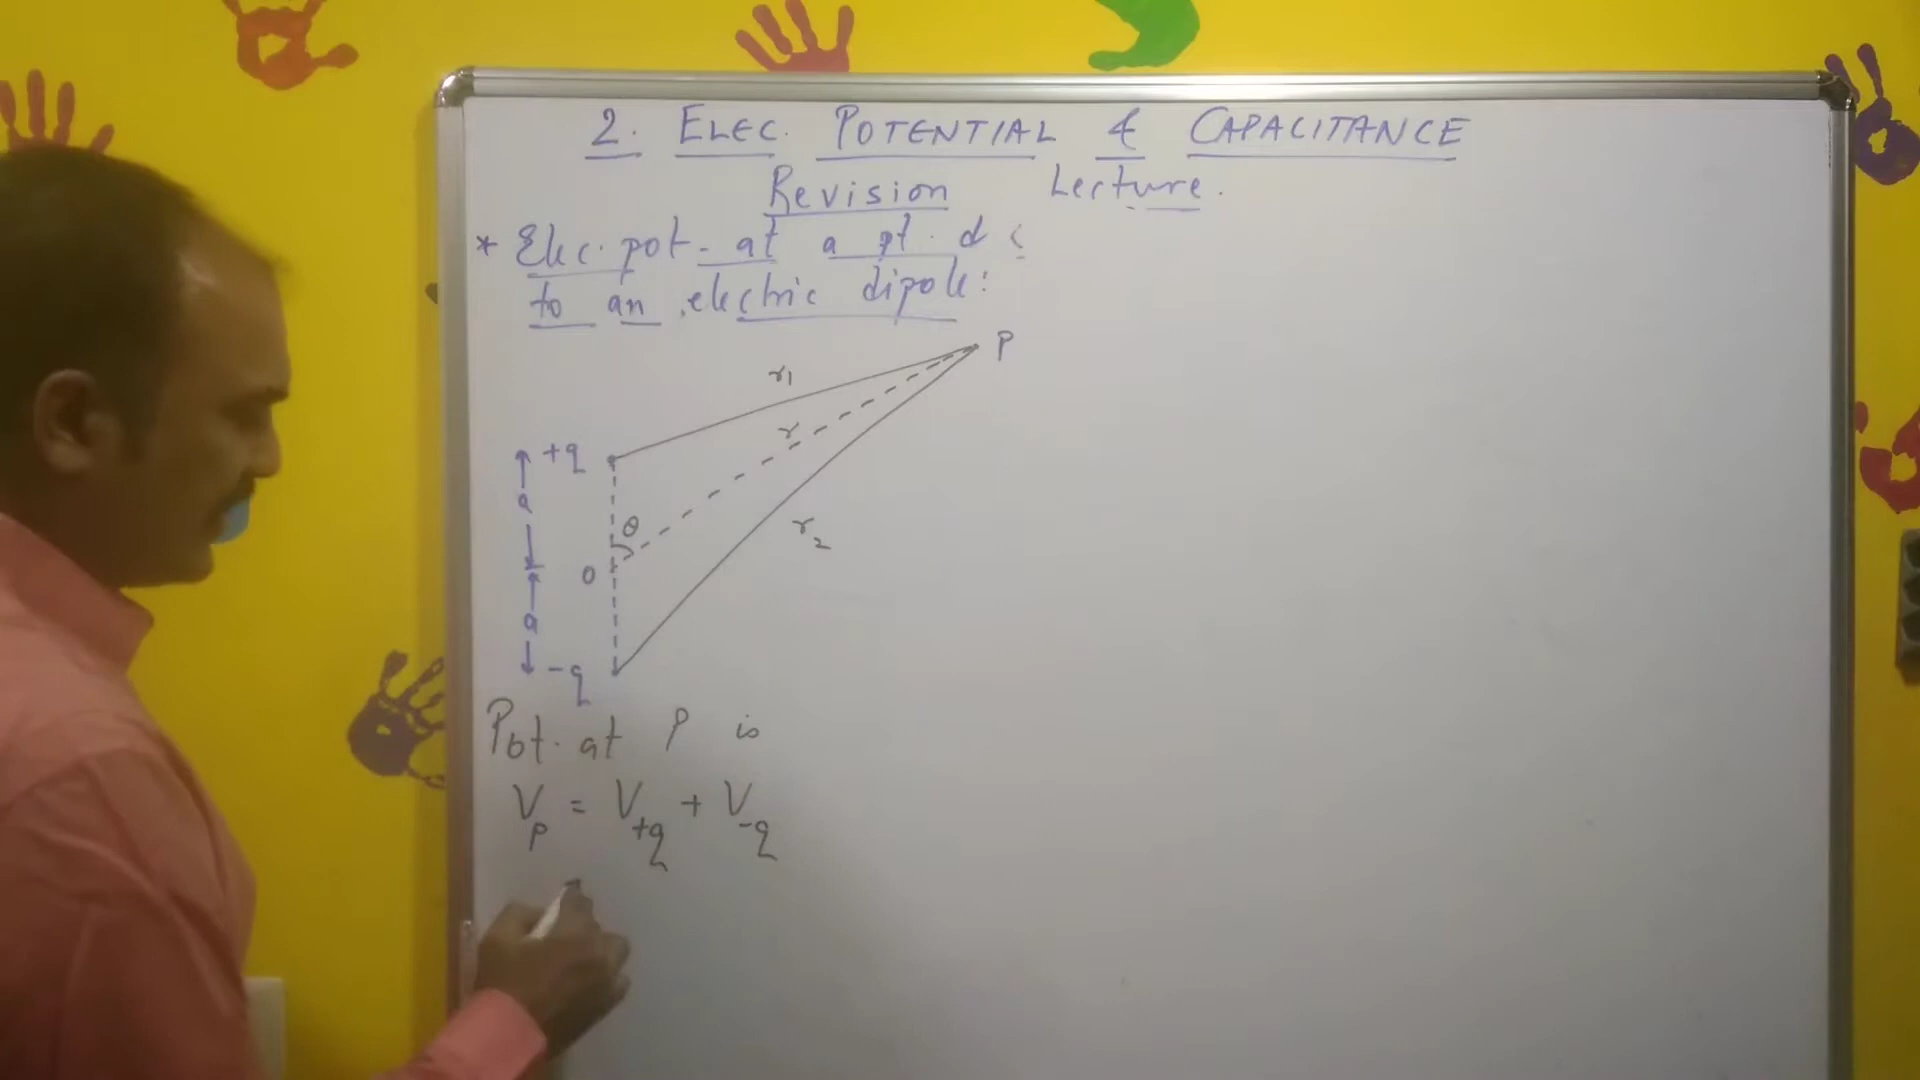 2. ELEC. POTENTIAL & CAPACITANCE
Revision Lecture.
* Elec. pot. at a pt. d
to an electric dipole:
P
r1
r
+q
a
θ
r2
O
a
-q
Pot. at P is
Vp = V+q + V-q